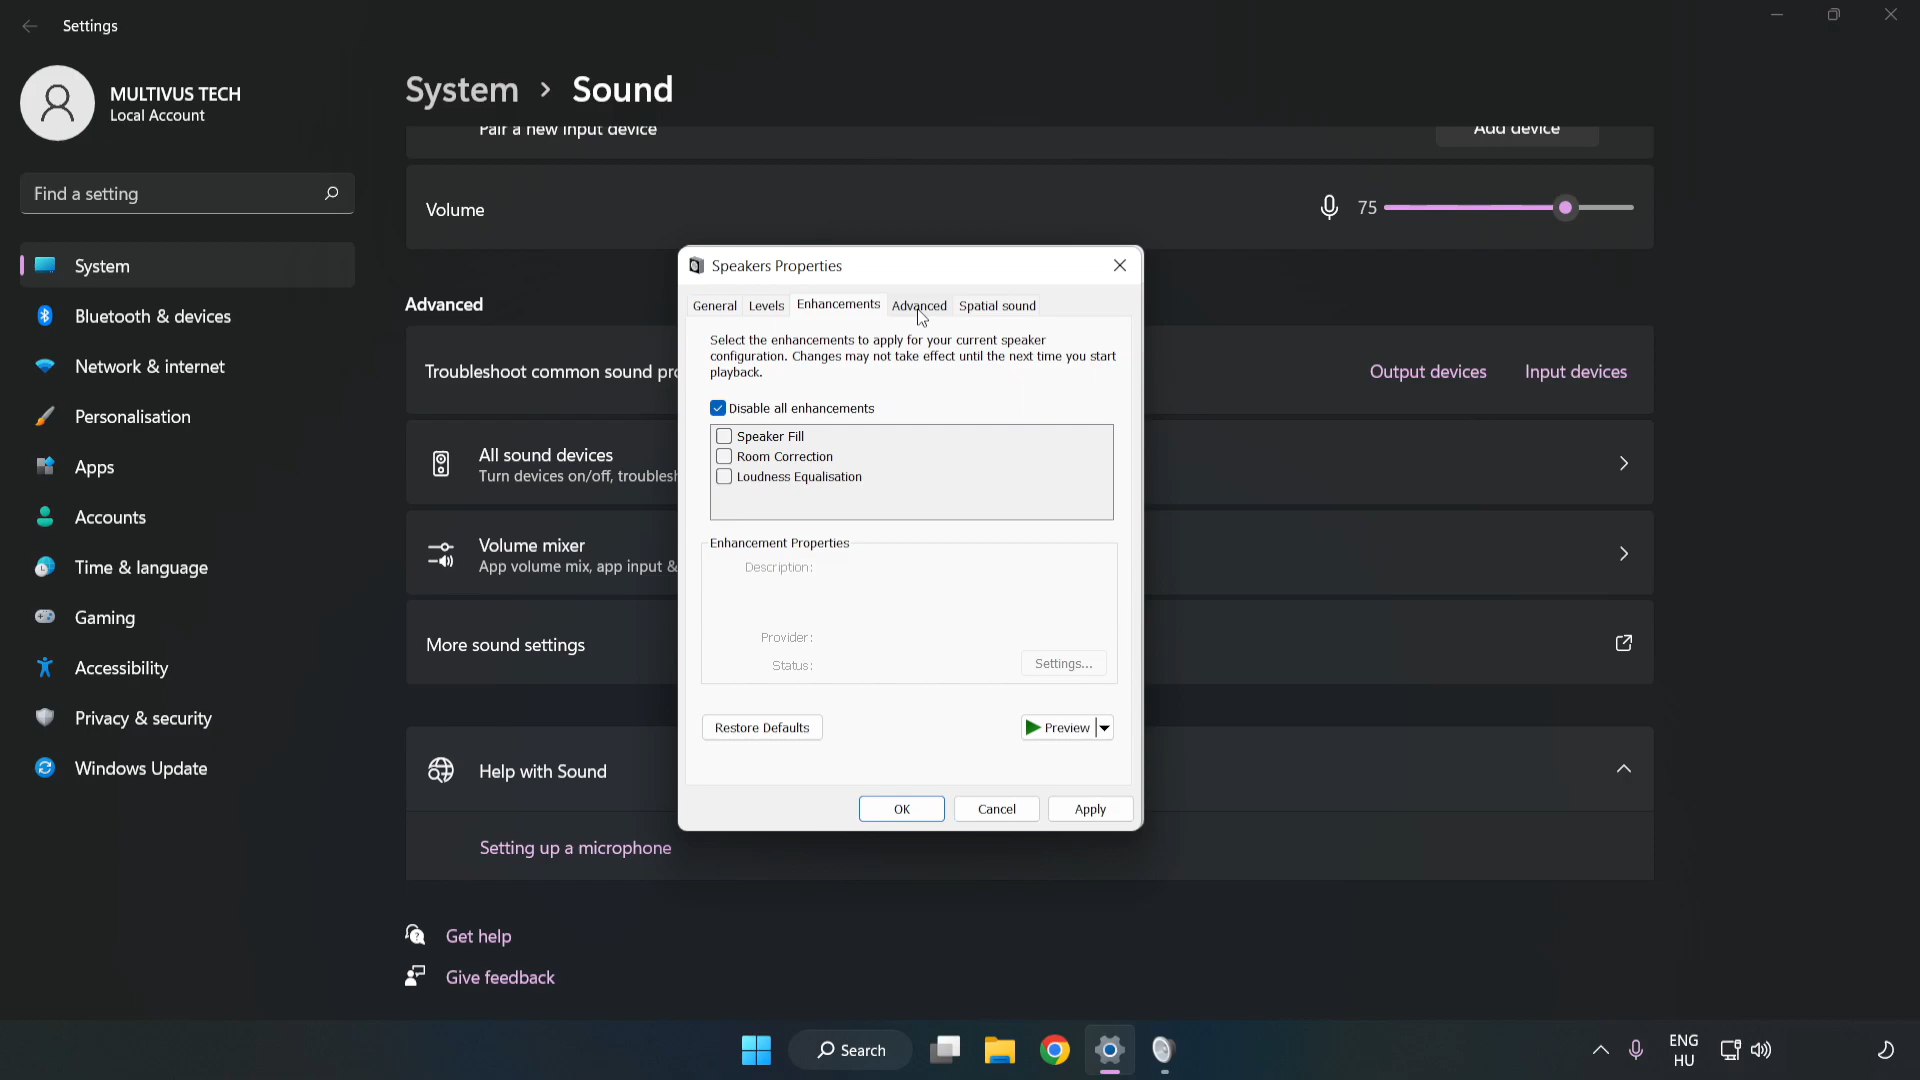 Settings
MULTIVUS TECH
Local Account
Find a setting
System
Bluetooth & devices
Network & internet
Personalisation
Apps
Accounts
Time & language
Gaming
Accessibility
Privacy & security
Windows Update
System > Sound
Pair a new input device
Add device
Volume
75
Advanced
Troubleshoot common sound pro
Output devices
Input devices
All sound devices
Turn devices on/off, troublesh
Volume mixer
App volume mix, app input &
More sound settings
Help with Sound
Setting up a microphone
Get help
Give feedback
Speakers Properties
General Levels Enhancements Advanced Spatial sound
Select the enhancements to apply for your current speaker
configuration. Changes may not take effect until the next time you start
playback.
Disable all enhancements
Speaker Fill
Room Correction
Loudness Equalisation
Enhancement Properties
Description:
Provider:
Status:
Settings...
Restore Defaults
Preview
OK
Cancel
Apply
Search
ENG
HU